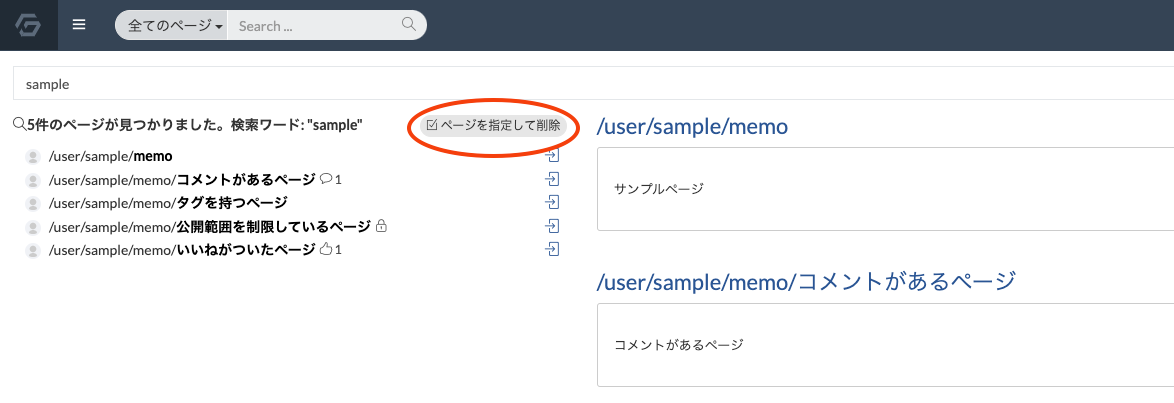 全てのページ Search ...
sample
5件のページが見つかりました。検索ワード: "sample"
ページを指定して削除
/user/sample/memo
/user/sample/memo/コメントがあるページ 1
/user/sample/memo/タグを持つページ
/user/sample/memo/公開範囲を制限しているページ
/user/sample/memo/いいねがついたページ 1
/user/sample/memo
サンプルページ
/user/sample/memo/コメントがあるページ
コメントがあるページ